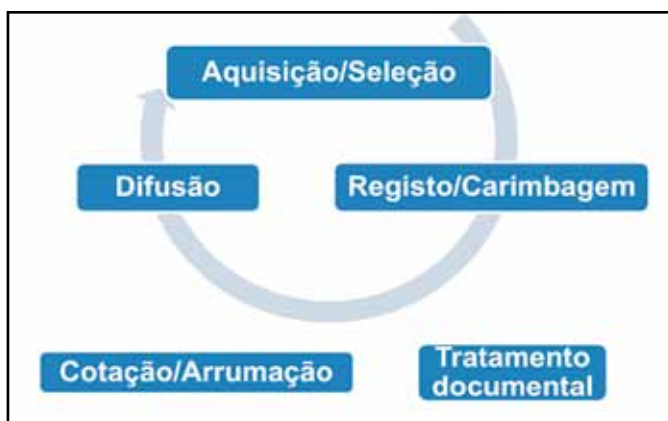 Aquisição/Seleção
Difusão
Registo/Carimbagem
Cotação/Arrumação
Tratamento
documental